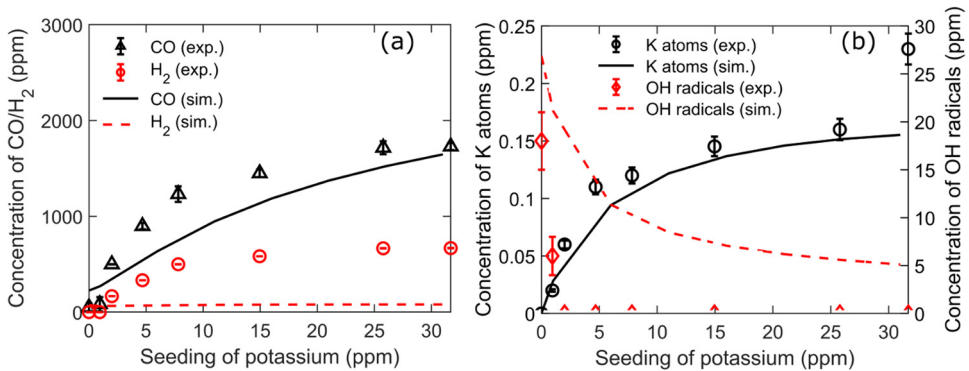 (a)
CO (exp.)
H2 (exp.)
CO (sim.)
H2 (sim.)
Concentration of CO/H2 (ppm)
3000
2000
1000
0
0 5 10 15 20 25 30
Seeding of potassium (ppm)
(b)
K atoms (exp.)
K atoms (sim.)
OH radicals (exp.)
OH radicals (sim.)
Concentration of K atoms (ppm)
0.25
0.2
0.15
0.1
0.05
0
0 5 10 15 20 25 30
Seeding of potassium (ppm)
30
25
20
15
10
5
0
Concentration of OH radicals (ppm)